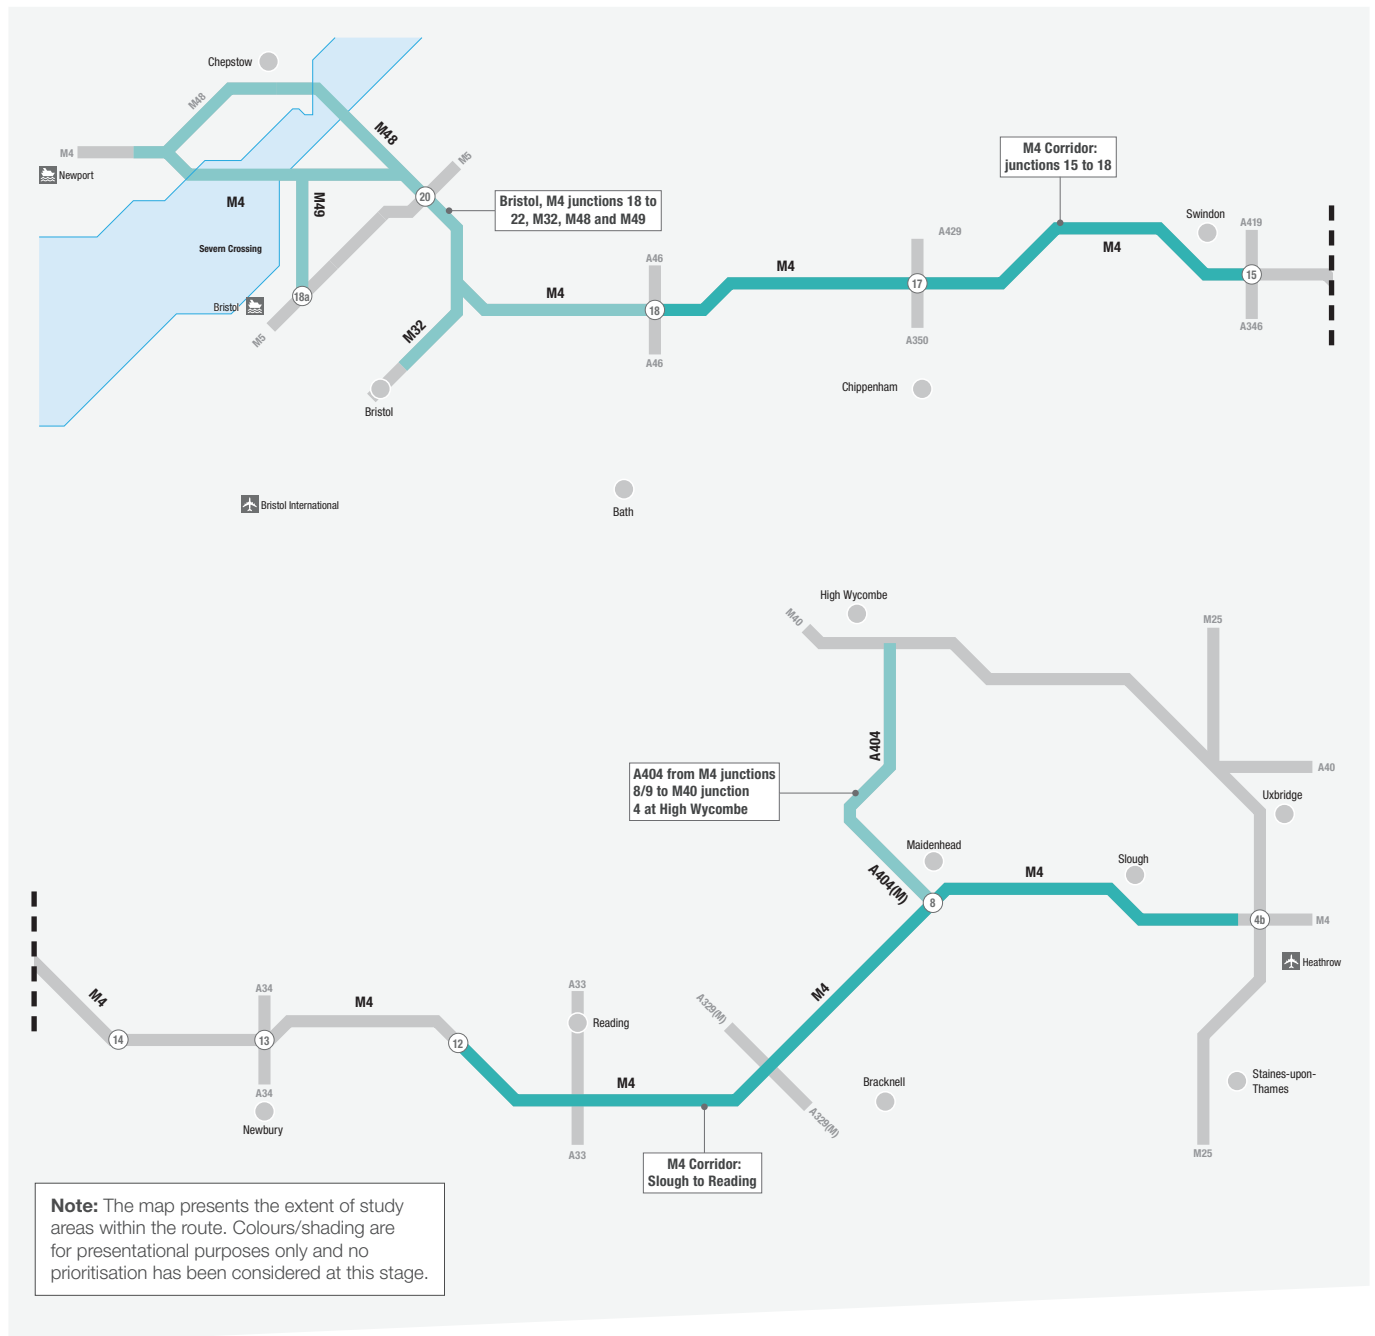 Chepstow
M48
M48
M4
M5
Newport
20
M4
M49
Bristol, M4 junctions 18 to
22, M32, M48 and M49
M4 Corridor:
junctions 15 to 18
Swindon
A419
A429
Severn Crossing
M4
M4
A46
M4
17
15
18a
Bristol
M4
18
M5
M32
A346
A350
A46
Chippenham
Bristol
Bristol International
Bath
High Wycombe
M40
M25
A404
A404 from M4 junctions
8/9 to M40 junction
4 at High Wycombe
A40
Uxbridge
Maidenhead
Slough
M4
A404(M)
8
4b
M4
Heathrow
M4
A34
M4
A33
A329(M)
M4
Reading
14
13
12
M4
Bracknell
Staines-upon-
Thames
A34
Newbury
A329(M)
A33
M25
M4 Corridor:
Slough to Reading
Note: The map presents the extent of study
areas within the route. Colours/shading are
for presentational purposes only and no
prioritisation has been considered at this stage.